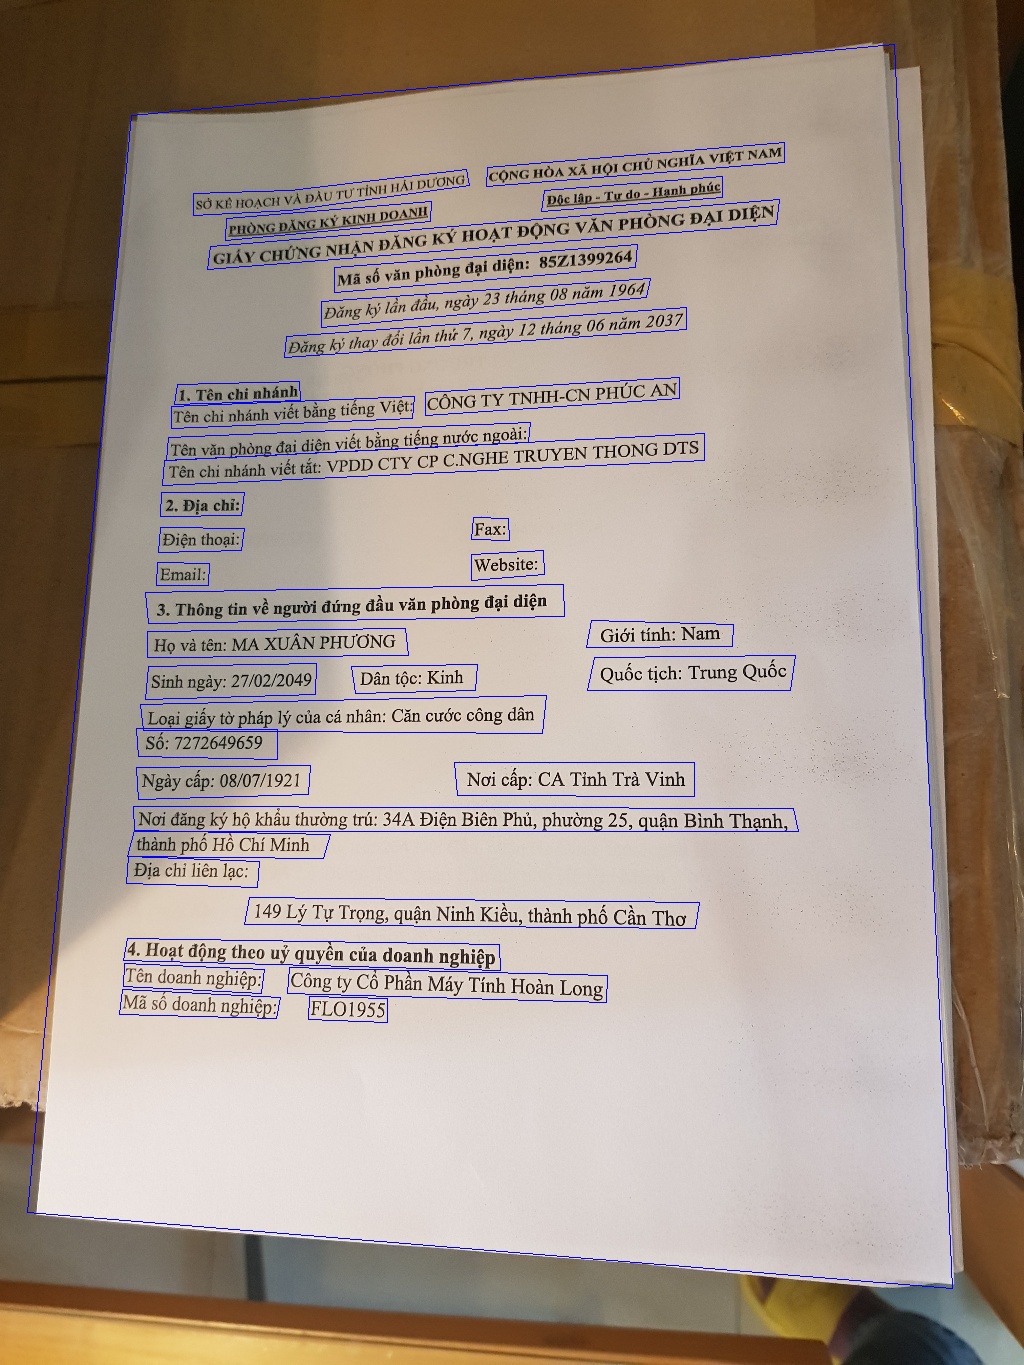 SỞ KẾ HOẠCH VÀ ĐẦU TƯ TỈNH HẢI DƯƠNG CỘNG HÒA XÃ HỘI CHỦ NGHĨA VIỆT NAM
PHÒNG ĐĂNG KÝ KINH DOANH Độc lập - Tự do - Hạnh phúc
GIẤY CHỨNG NHẬN ĐĂNG KÝ HOẠT ĐỘNG VĂN PHÒNG ĐẠI DIỆN
Mã số văn phòng đại diện: 85Z1399264
Đăng ký lần đầu, ngày 23 tháng 08 năm 1964
Đăng ký thay đổi lần thứ 7, ngày 12 tháng 06 năm 2037
1. Tên chi nhánh
Tên chi nhánh viết bằng tiếng Việt: CÔNG TY TNHH-CN PHÚC AN
Tên văn phòng đại diện viết bằng tiếng nước ngoài:
Tên chi nhánh viết tắt: VPDD CTY CP C.NGHE TRUYEN THONG DTS
2. Địa chỉ:
Điện thoại: Fax:
Email: Website:
3. Thông tin về người đứng đầu văn phòng đại diện
Họ và tên: MA XUÂN PHƯƠNG Giới tính: Nam
Sinh ngày: 27/02/2049 Dân tộc: Kinh Quốc tịch: Trung Quốc
Loại giấy tờ pháp lý của cá nhân: Căn cước công dân
Số: 7272649659
Ngày cấp: 08/07/1921 Nơi cấp: CA Tỉnh Trà Vinh
Nơi đăng ký hộ khẩu thường trú: 34A Điện Biên Phủ, phường 25, quận Bình Thạnh,
thành phố Hồ Chí Minh
Địa chỉ liên lạc:
149 Lý Tự Trọng, quận Ninh Kiều, thành phố Cần Thơ
4. Hoạt động theo uỷ quyền của doanh nghiệp
Tên doanh nghiệp: Công ty Cổ Phần Máy Tính Hoàn Long
Mã số doanh nghiệp: FLO1955